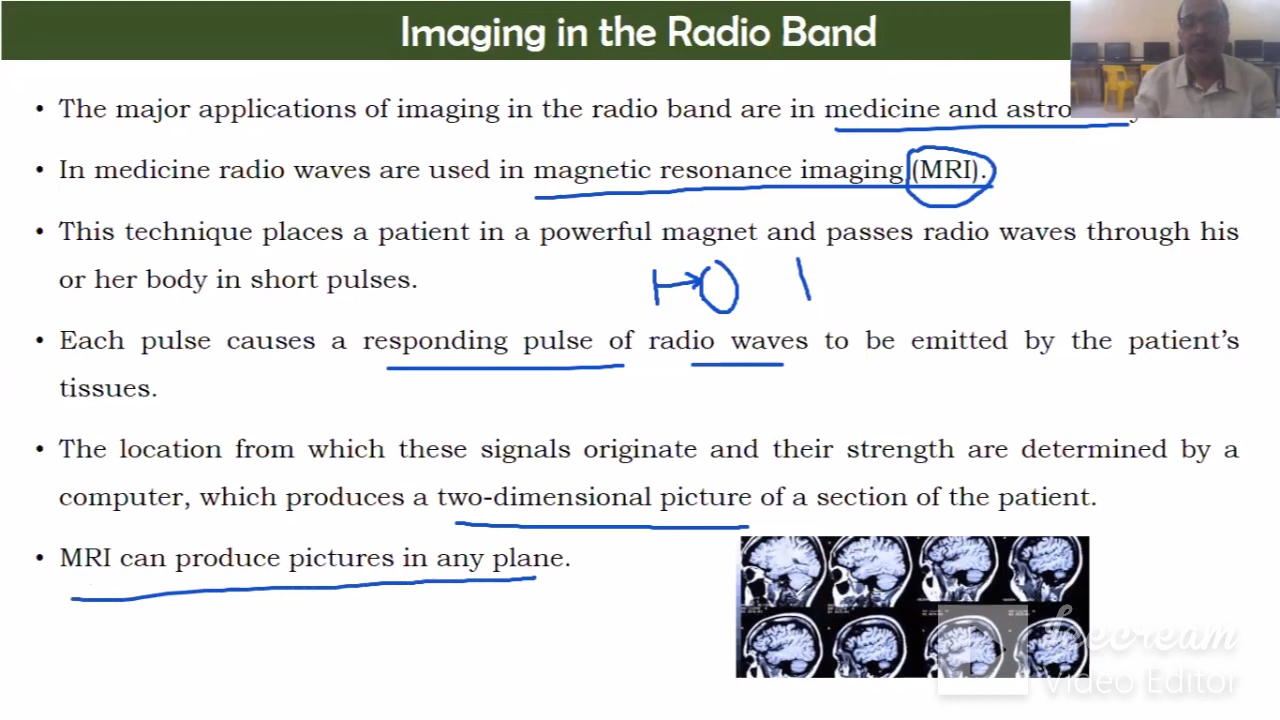 Imaging in the Radio Band
• The major applications of imaging in the radio band are in medicine and
• In medicine radio waves are used in magnetic resonance imaging (MRI).
• This technique places a patient in a powerful magnet and passes radio waves through his
or her body in short pulses.
• Each pulse causes a responding pulse of radio waves to be emitted by the patient's
tissues.
• The location from which these signals originate and their strength are determined by a
computer, which produces a two-dimensional picture of a section of the patient.
• MRI can produce pictures in any plane.
Icecream
Video Editor